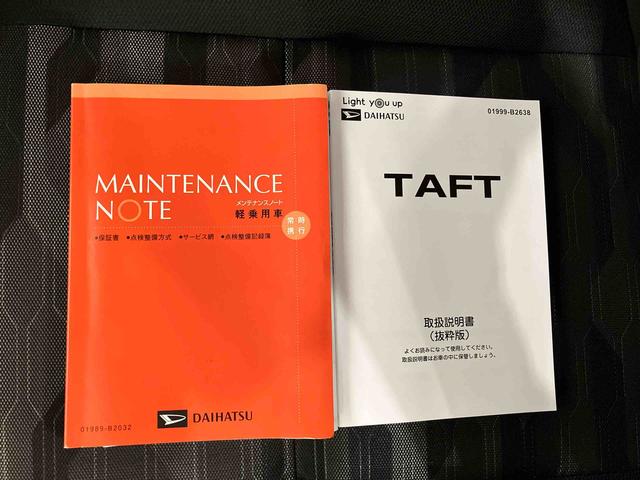 MAINTENANCE
NOTE
メンテナンスノート
軽乗用車
常時
携行
●保証書 ●点検整備方式 ●サービス網 ●点検整備記録簿
01989-B2032
DAIHATSU
Light you up
DAIHATSU
01999-B2638
TAFT
取扱説明書
（抜粋版）
よくお読みになって使用してください。
取扱説明書はお車の中に保管しましょう。